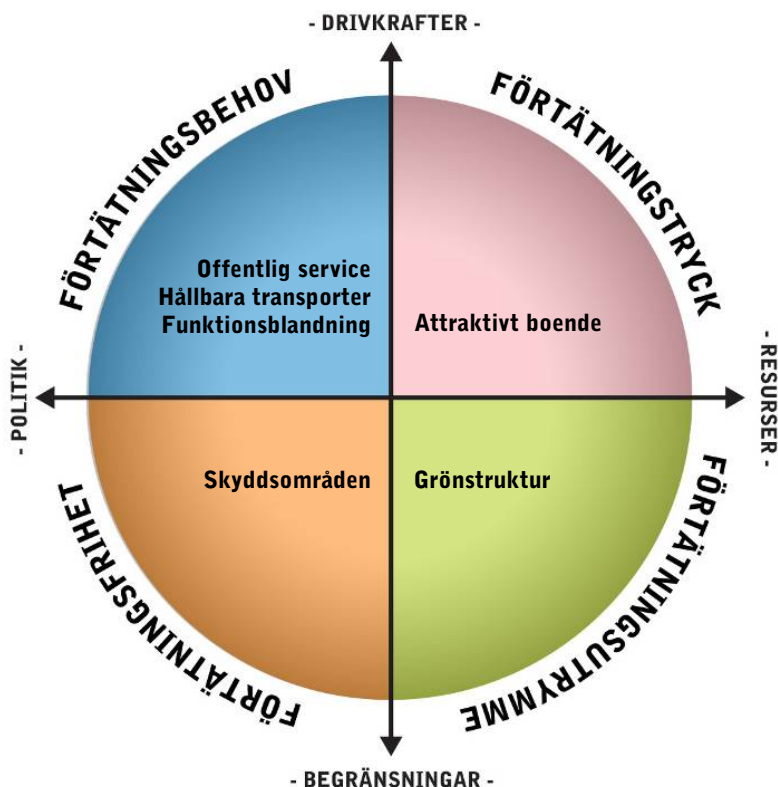 - DRIVKRAFTER -
FÖRTÄTNINGSBEHOV
FÖRTÄTNINGSTRYCK
Offentlig service
Hållbara transporter
Funktionsblandning
Attraktivt boende
- POLITIK -
- RESURSER -
Skyddsområden
Grönstruktur
FÖRTÄTNINGSFRIHET
FÖRTÄTNINGSUTRYMME
- BEGRÄNSNINGAR -